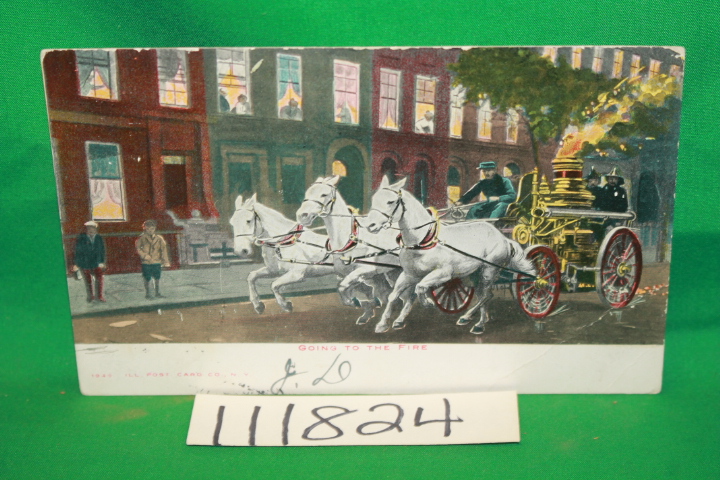 GOING TO THE FIRE
ILL. POST CARD CO., N.Y.
J. D
111824